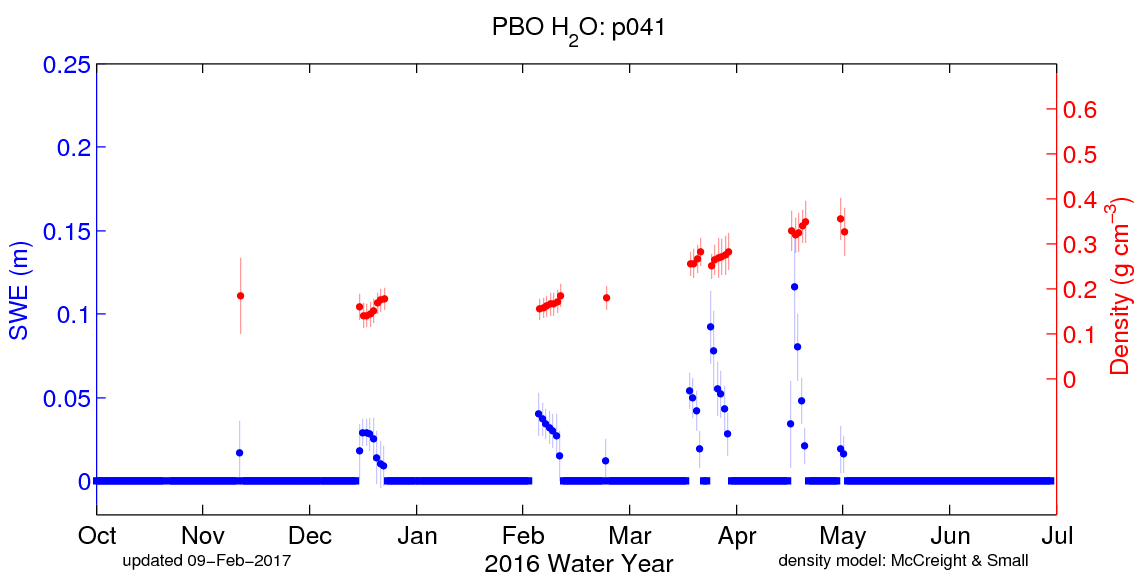 PBO H₂O: p041
0.25
0.2
0.15
0.1
0.05
0
SWE (m)
0.6
0.5
0.4
0.3
0.2
0.1
0
Density (g cm⁻³)
Oct Nov Dec Jan Feb Mar Apr May Jun Jul
updated 09−Feb−2017
2016 Water Year
density model: McCreight & Small